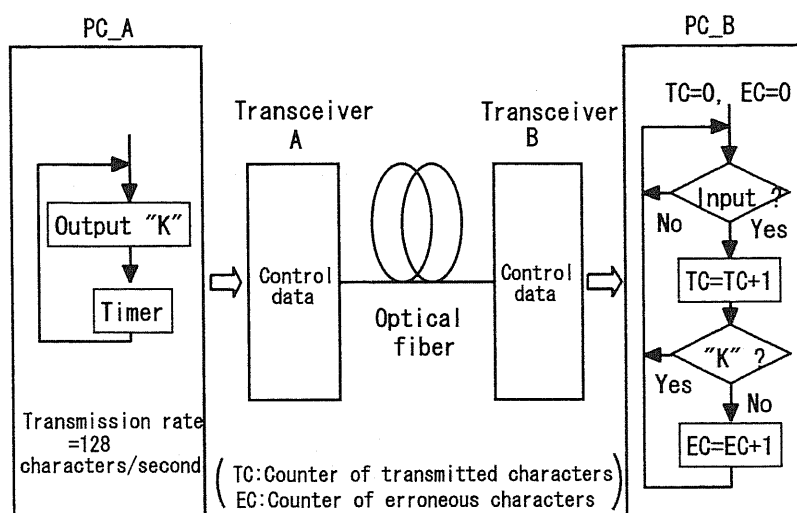 PC_A
PC_B
TC=0, EC=0
Transceiver
A
Transceiver
B
Output "K"
Timer
Control
data
Optical
fiber
Control
data
Input ?
No
Yes
TC=TC+1
"K" ?
Yes
No
EC=EC+1
Transmission rate
=128
characters/second
( TC:Counter of transmitted characters
EC:Counter of erroneous characters )